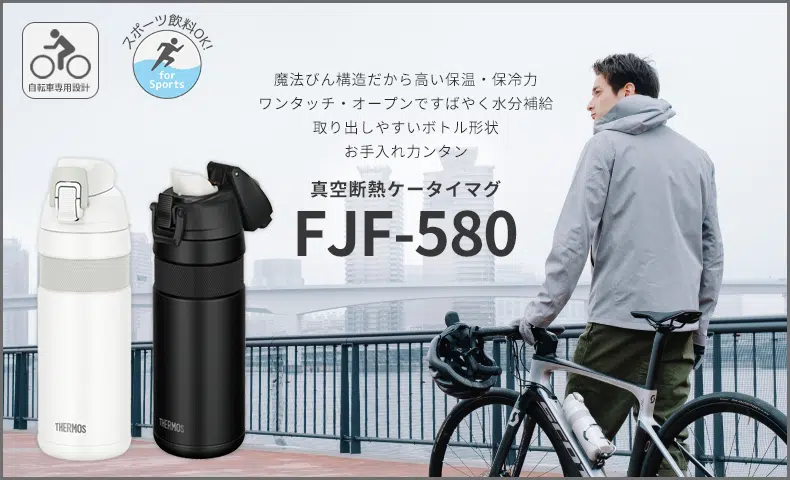 自転車専用設計
スポーツ飲料OK!
for
Sports
魔法びん構造だから高い保温・保冷力
ワンタッチ・オープンですばやく水分補給
取り出しやすいボトル形状
お手入れカンタン
真空断熱ケータイマグ
FJF-580
THERMOS
THERMOS